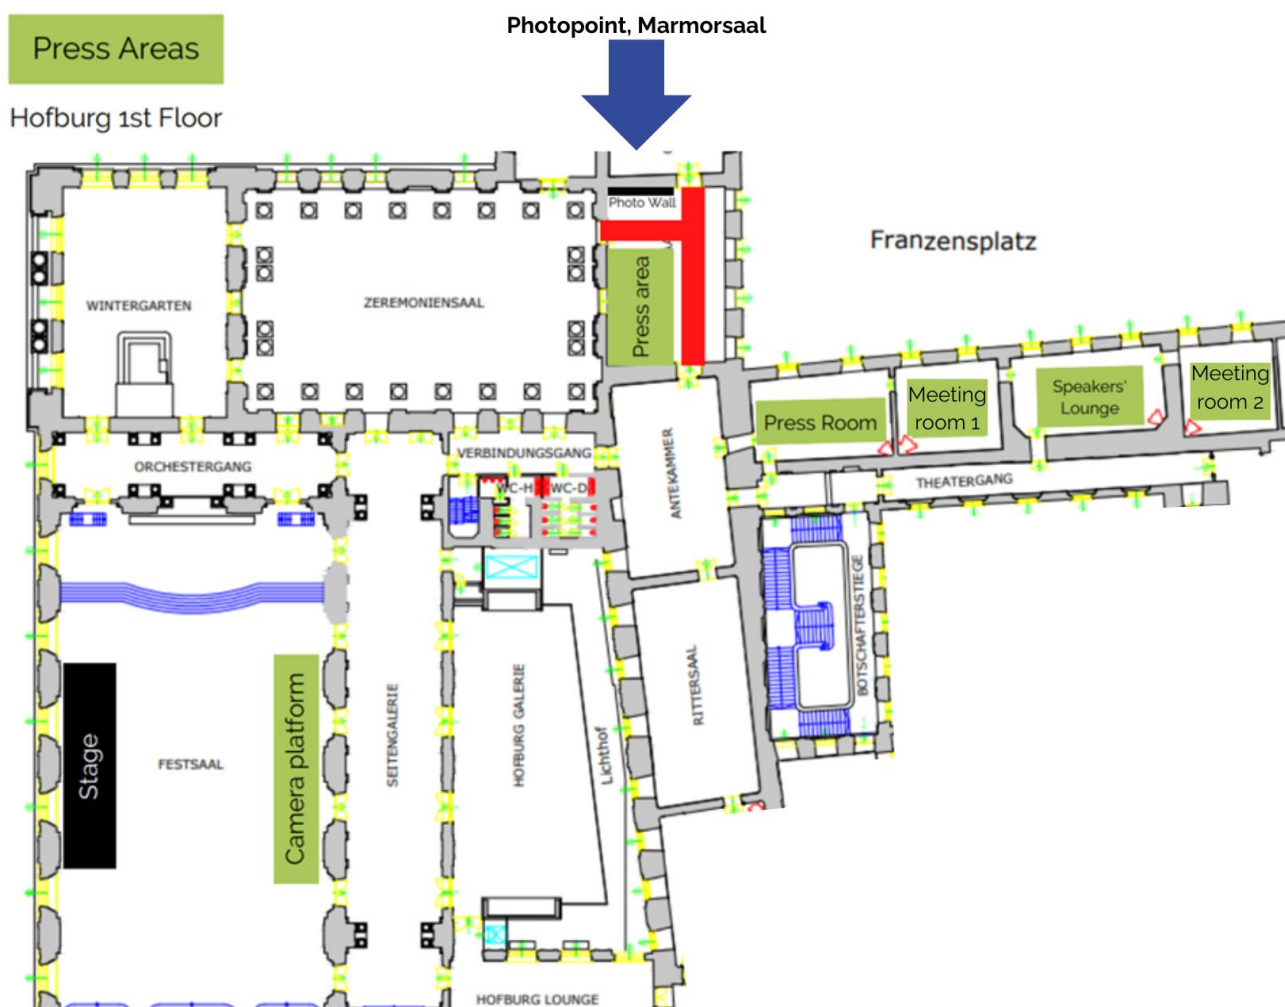 Photopoint, Marmorsaal
Press Areas
Hofburg 1st Floor
Photo Wall
Franzensplatz
Press area
WINTERGARTEN
ZEREMONIENSAAL
Press Room
Meeting
room 1
Speakers'
Lounge
Meeting
room 2
ORCHESTERGANG
VERBINDUNGSGANG
ANTEKAMMER
THEATERGANG
WC-H
WC-D
BOTSCHAFTERSTIEGE
RITTERSAAL
HOFBURG GALERIE
Lichthof
SEITENGALERIE
Stage
FESTSAAL
Camera platform
HOFBURG LOUNGE